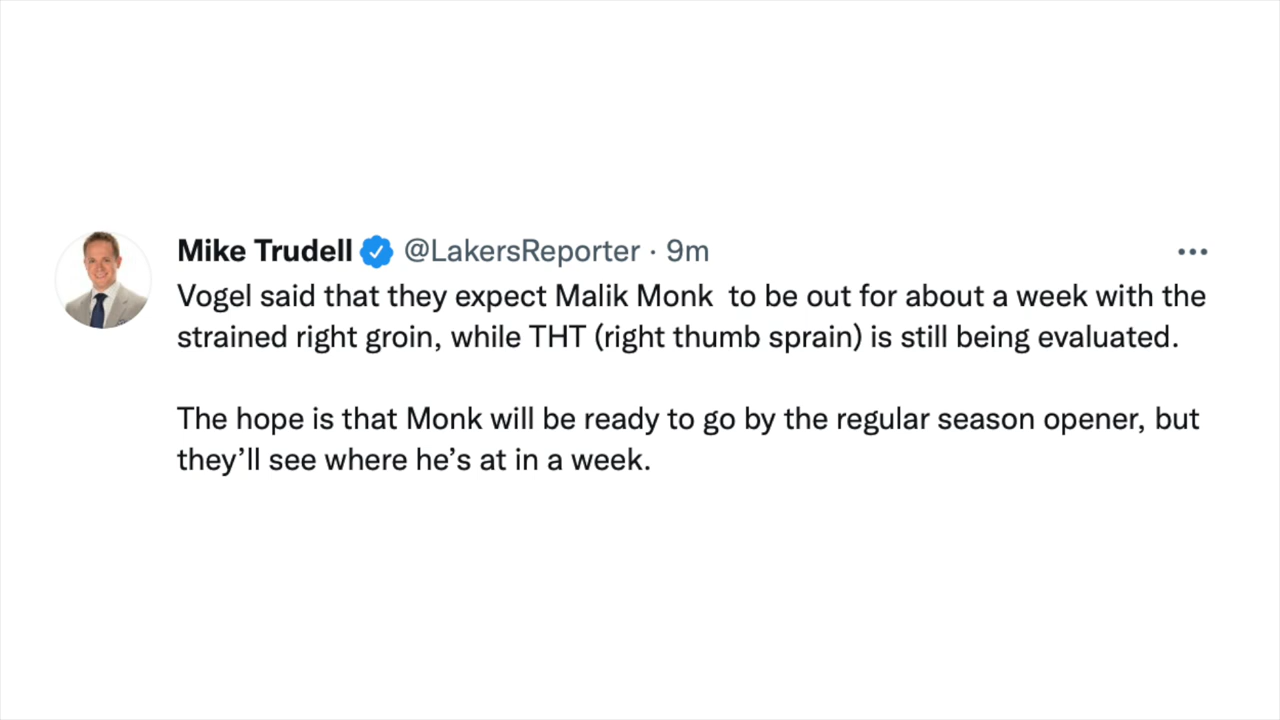 Mike Trudell @LakersReporter · 9m
Vogel said that they expect Malik Monk  to be out for about a week with the
strained right groin, while THT (right thumb sprain) is still being evaluated.
The hope is that Monk will be ready to go by the regular season opener, but
they’ll see where he’s at in a week.